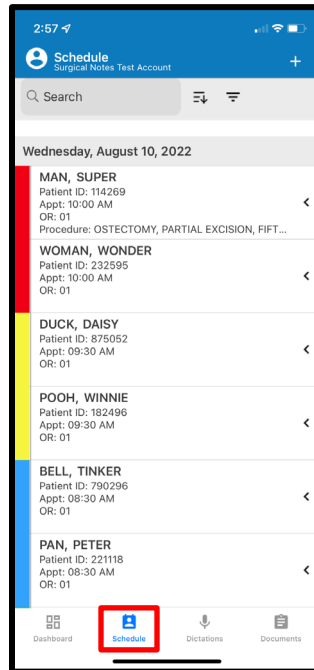 2:57
Schedule
Surgical Notes Test Account
+
Search
Wednesday, August 10, 2022
MAN, SUPER
Patient ID: 114269
Appt: 10:00 AM
OR: 01
Procedure: OSTECTOMY, PARTIAL EXCISION, FIFT...
WOMAN, WONDER
Patient ID: 232595
Appt: 10:00 AM
OR: 01
DUCK, DAISY
Patient ID: 875052
Appt: 09:30 AM
OR: 01
POOH, WINNIE
Patient ID: 182496
Appt: 09:30 AM
OR: 01
BELL, TINKER
Patient ID: 790296
Appt: 08:30 AM
OR: 01
PAN, PETER
Patient ID: 221118
Appt: 08:30 AM
OR: 01
Dashboard Schedule Dictations Documents